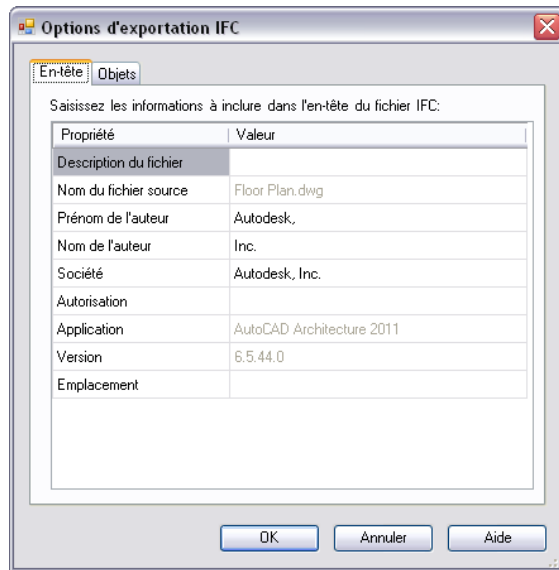 Options d'exportation IFC
En-tête Objets
Saisissez les informations à inclure dans l'en-tête du fichier IFC:
Propriété Valeur
Description du fichier
Nom du fichier source Floor Plan.dwg
Prénom de l'auteur Autodesk,
Nom de l'auteur Inc.
Société Autodesk, Inc.
Autorisation
Application AutoCAD Architecture 2011
Version 6.5.44.0
Emplacement
OK Annuler Aide